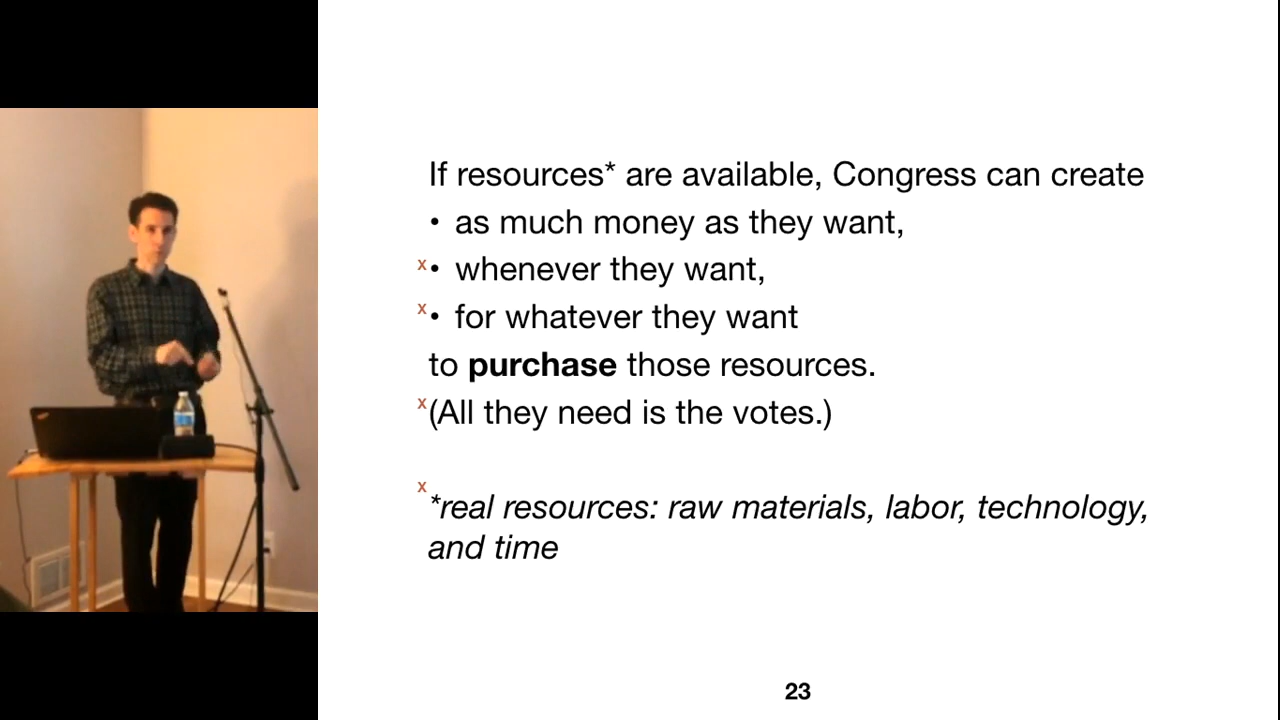 If resources* are available, Congress can create
• as much money as they want,
x • whenever they want,
x • for whatever they want
to purchase those resources.
x (All they need is the votes.)
x
*real resources: raw materials, labor, technology,
and time
23